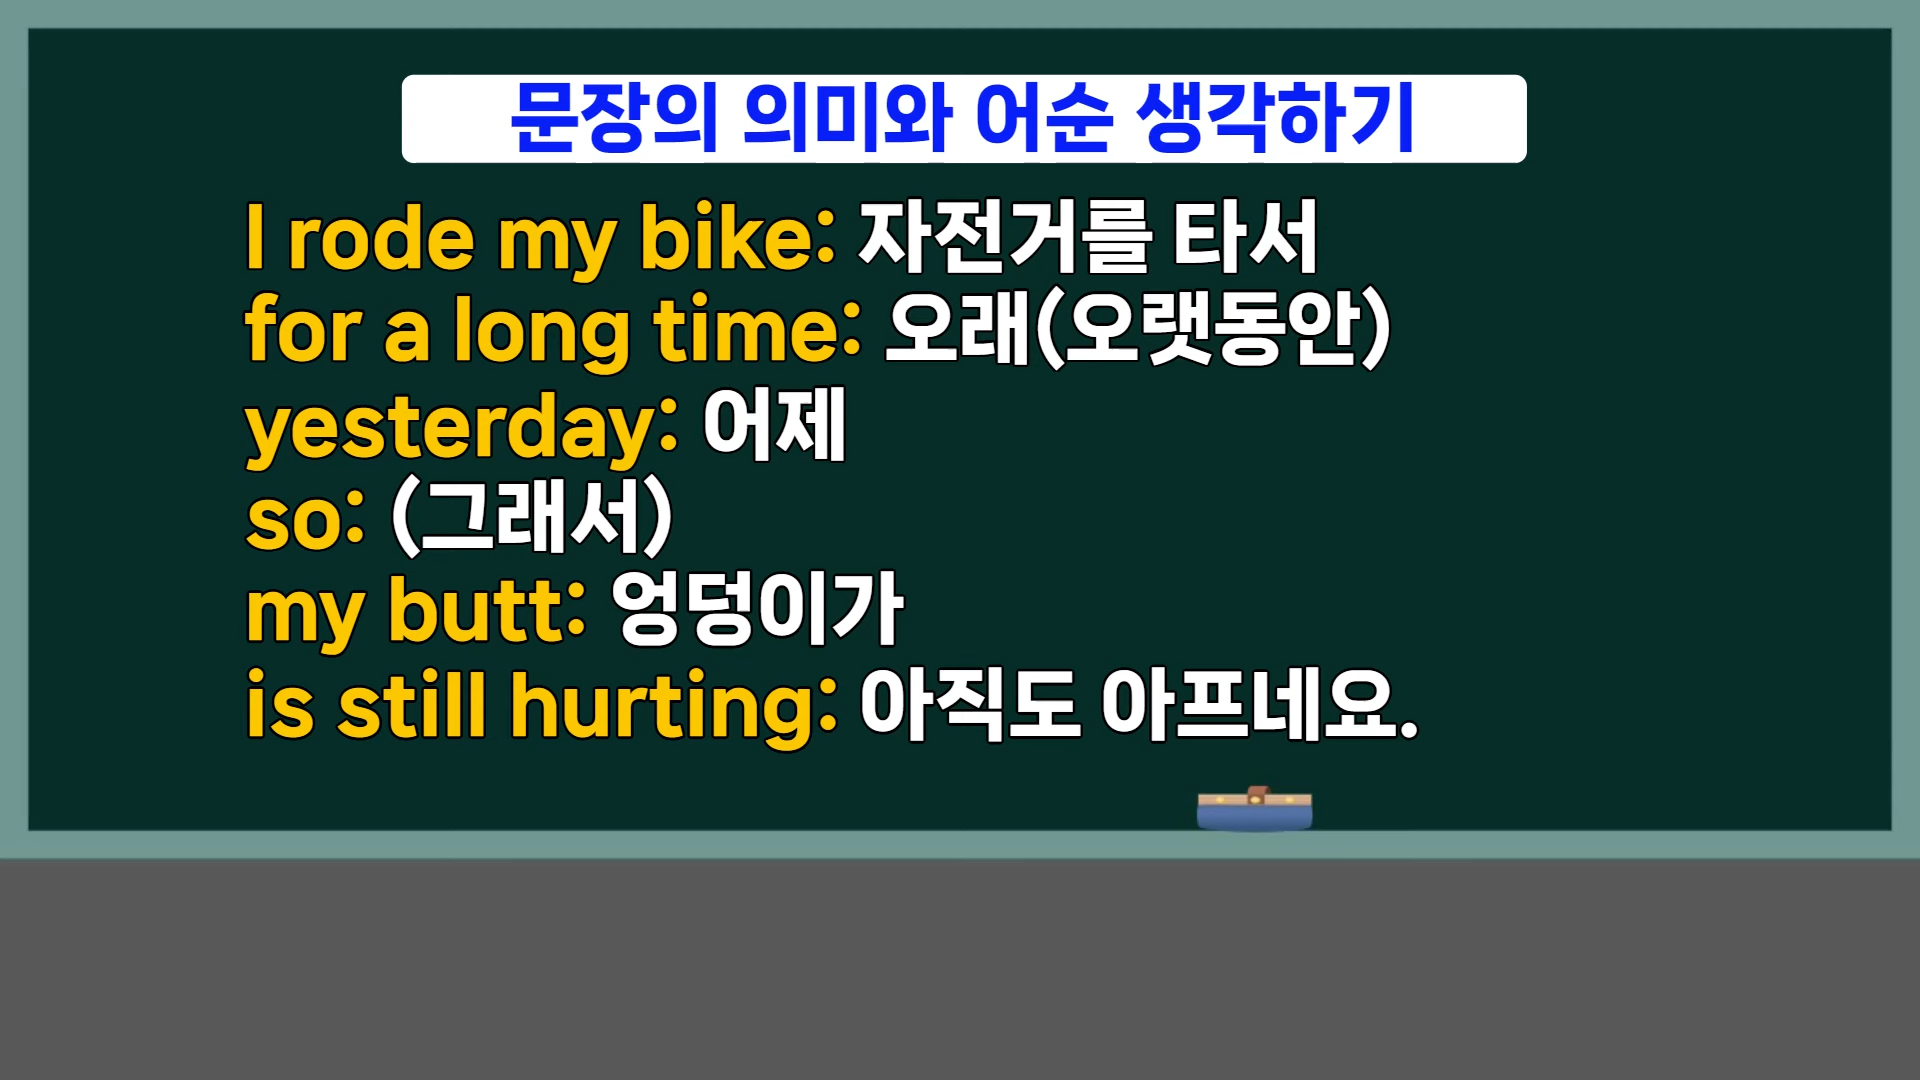 문장의 의미와 어순 생각하기
I rode my bike: 자전거를 타서
for a long time: 오래(오랫동안)
yesterday: 어제
so: (그래서)
my butt: 엉덩이가
is still hurting: 아직도 아프네요.